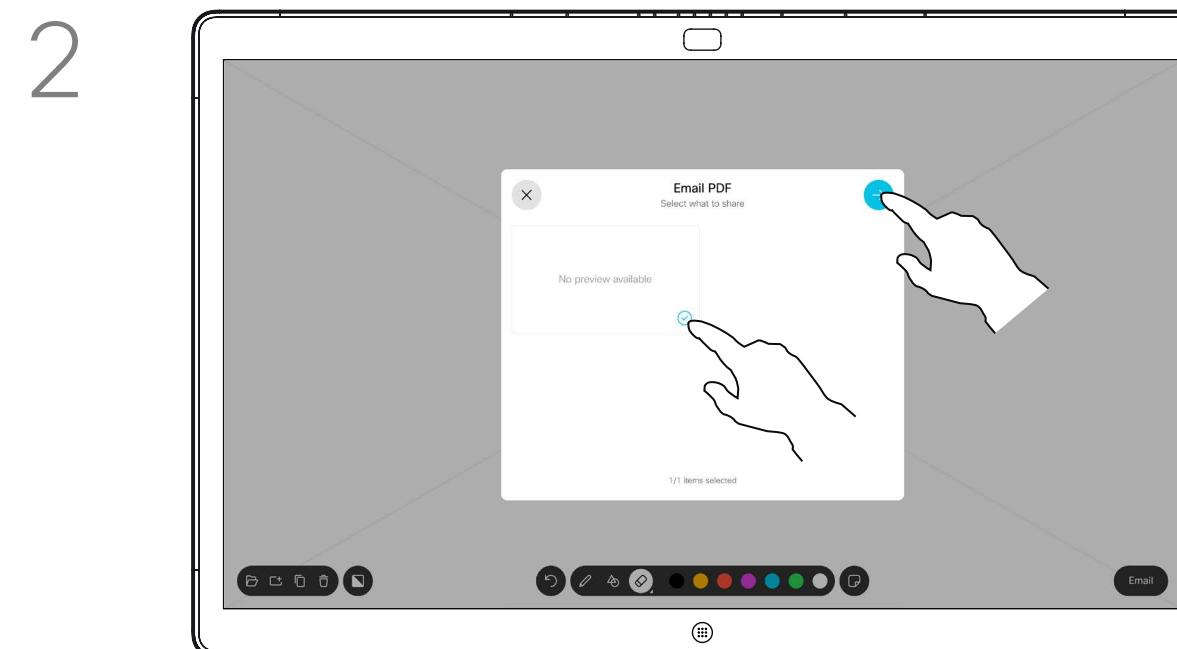 2
Email PDF
Select what to share
No preview available
1/1 items selected
Email